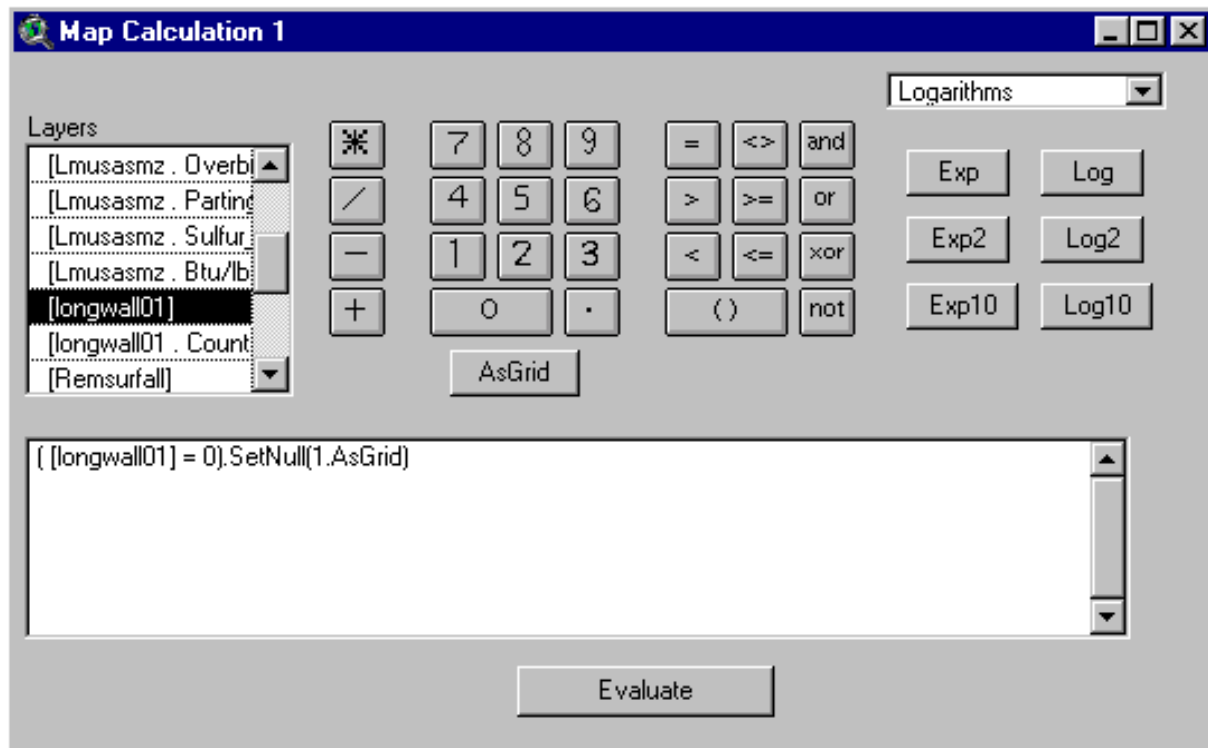 Map Calculation 1
Logarithms
Layers
[Lmusasmz . Overb
[Lmusasmz . Parting
[Lmusasmz . Sulfur_
[Lmusasmz . Btu/lb
[longwall01]
[longwall01 . Count
[Remsurfall]
* 7 8 9 = <> and
/ 4 5 6 > >= or
- 1 2 3 < <= xor
+ 0 . ( ) not
AsGrid
Exp Log
Exp2 Log2
Exp10 Log10
( [longwall01] = 0).SetNull(1.AsGrid)
Evaluate